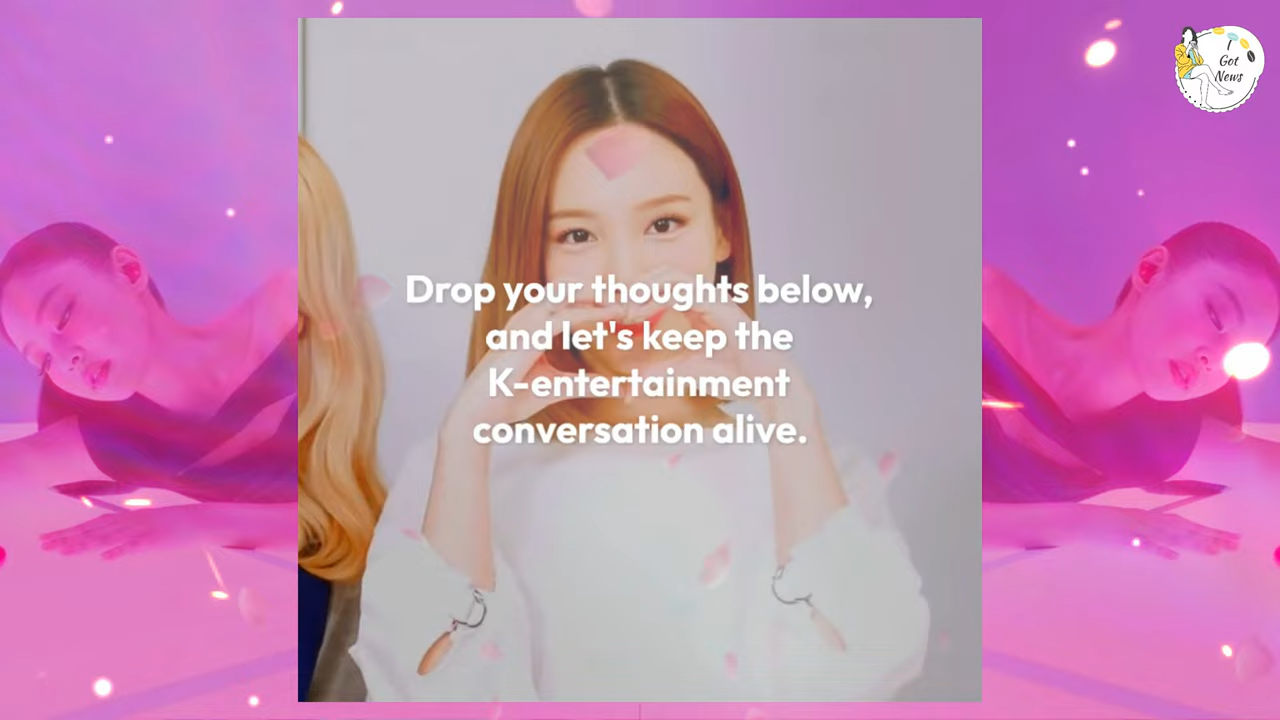 I
Got
News
Drop your thoughts below,
and let's keep the
K-entertainment
conversation alive.